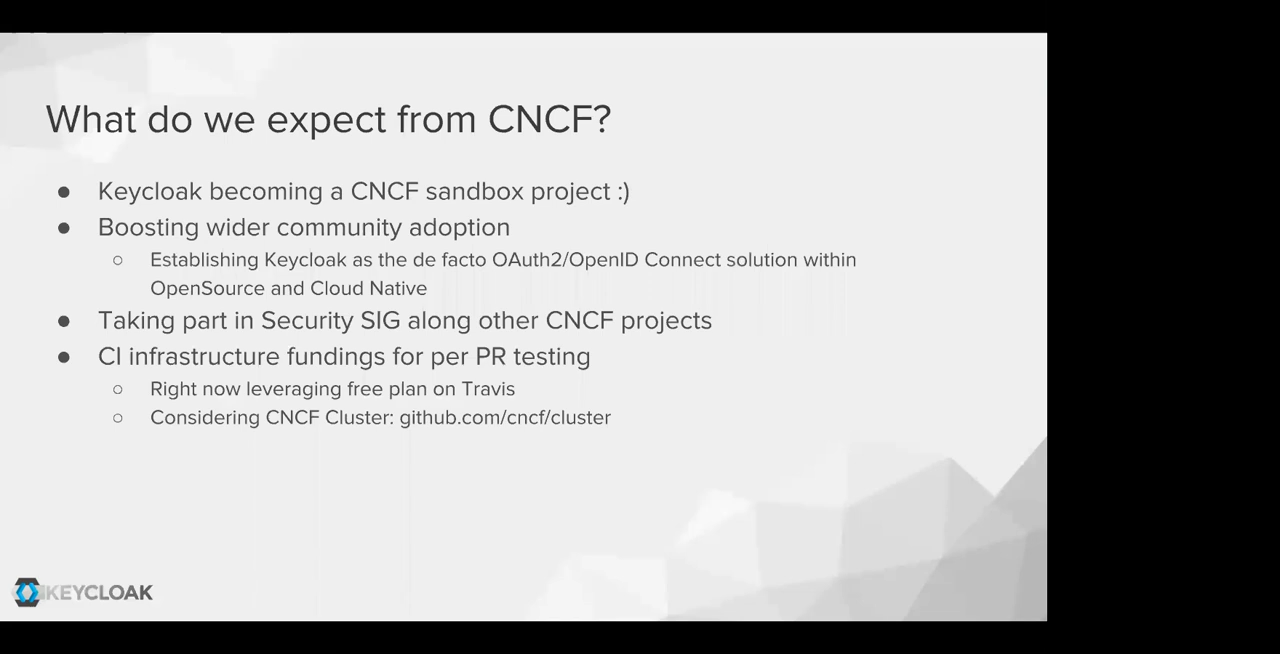 What do we expect from CNCF?
● Keycloak becoming a CNCF sandbox project :)
● Boosting wider community adoption
○ Establishing Keycloak as the de facto OAuth2/OpenID Connect solution within
OpenSource and Cloud Native
● Taking part in Security SIG along other CNCF projects
● CI infrastructure fundings for per PR testing
○ Right now leveraging free plan on Travis
○ Considering CNCF Cluster: github.com/cncf/cluster
KEYCLOAK